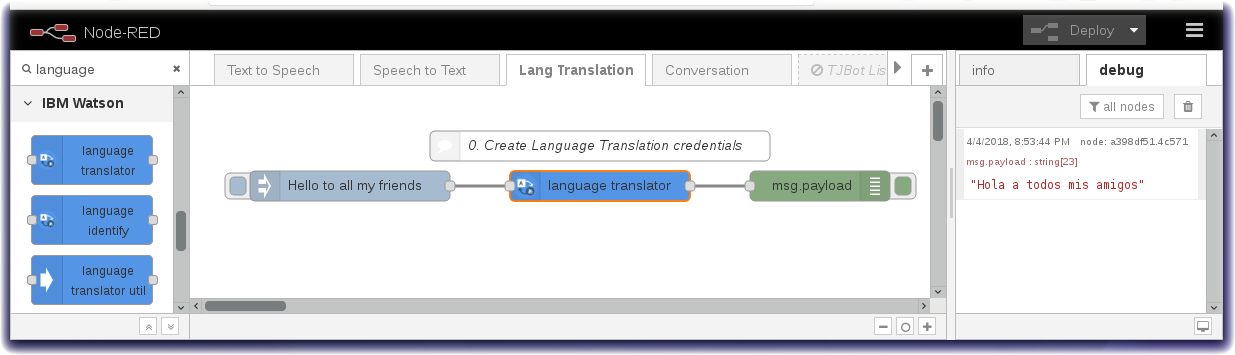 Node-RED
Deploy
language
Text to Speech
Speech to Text
Lang Translation
Conversation
TJBot Lis
info
debug
IBM Watson
all nodes
language
translator
language
identify
language
translator util
0. Create Language Translation credentials
Hello to all my friends
language translator
msg.payload
4/4/2018, 8:53:44 PM node: a398df51.4c571
msg.payload : string[23]
"Hola a todos mis amigos"